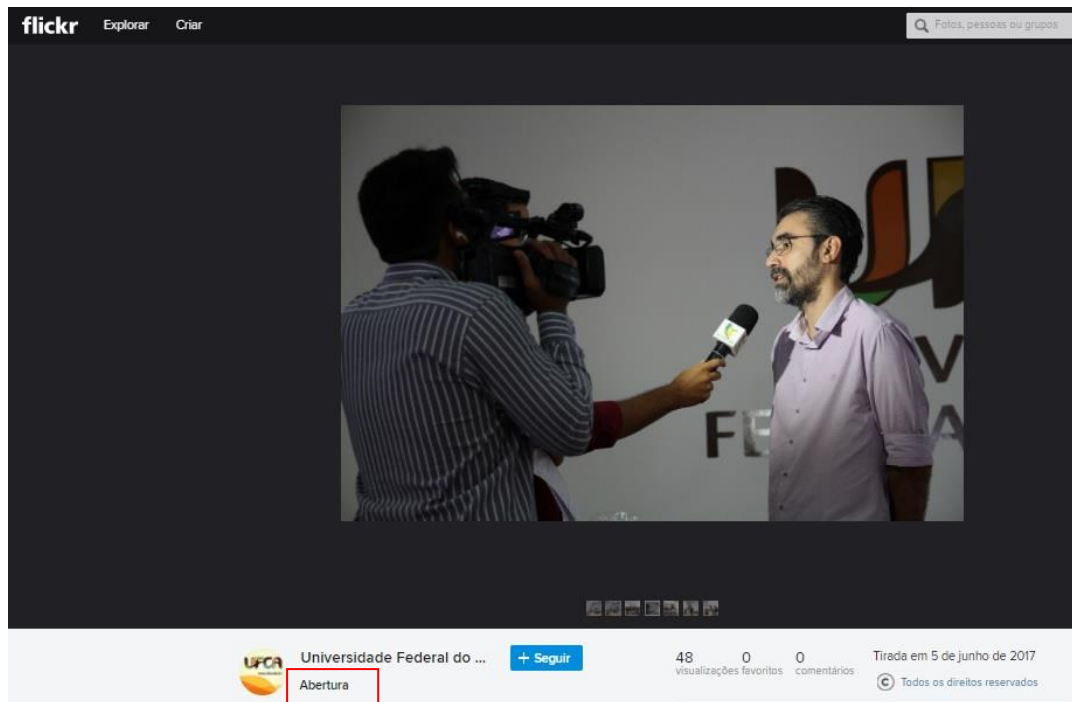 flickr Explorar Criar Fotos, pessoas ou grupos
UF
V
FE A
UFCA Universidade Federal do ... + Seguir
Abertura
48 visualizações 0 favoritos 0 comentários
Tirada em 5 de junho de 2017
© Todos os direitos reservados